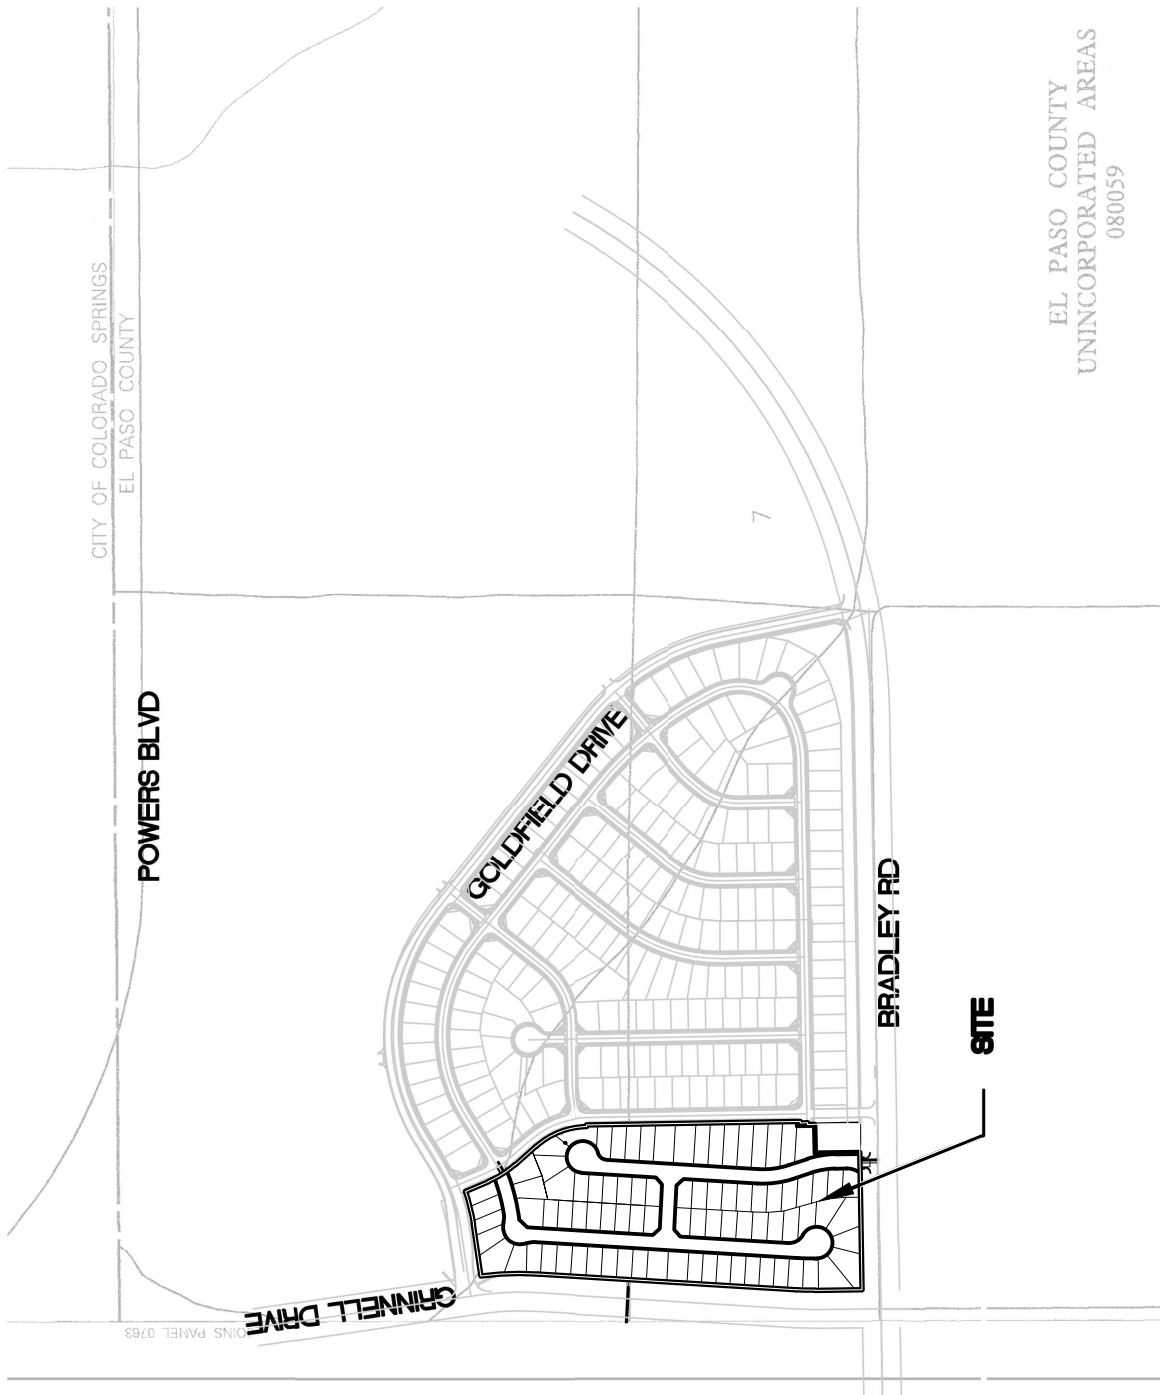 EL PASO COUNTY
UNINCORPORATED AREAS
080059
CITY OF COLORADO SPRINGS
EL PASO COUNTY
7
POWERS BLVD
GOLDFIELD DRIVE
BRADLEY RD
SITE
GRINNELL DRIVE
OINS PANEL 0763